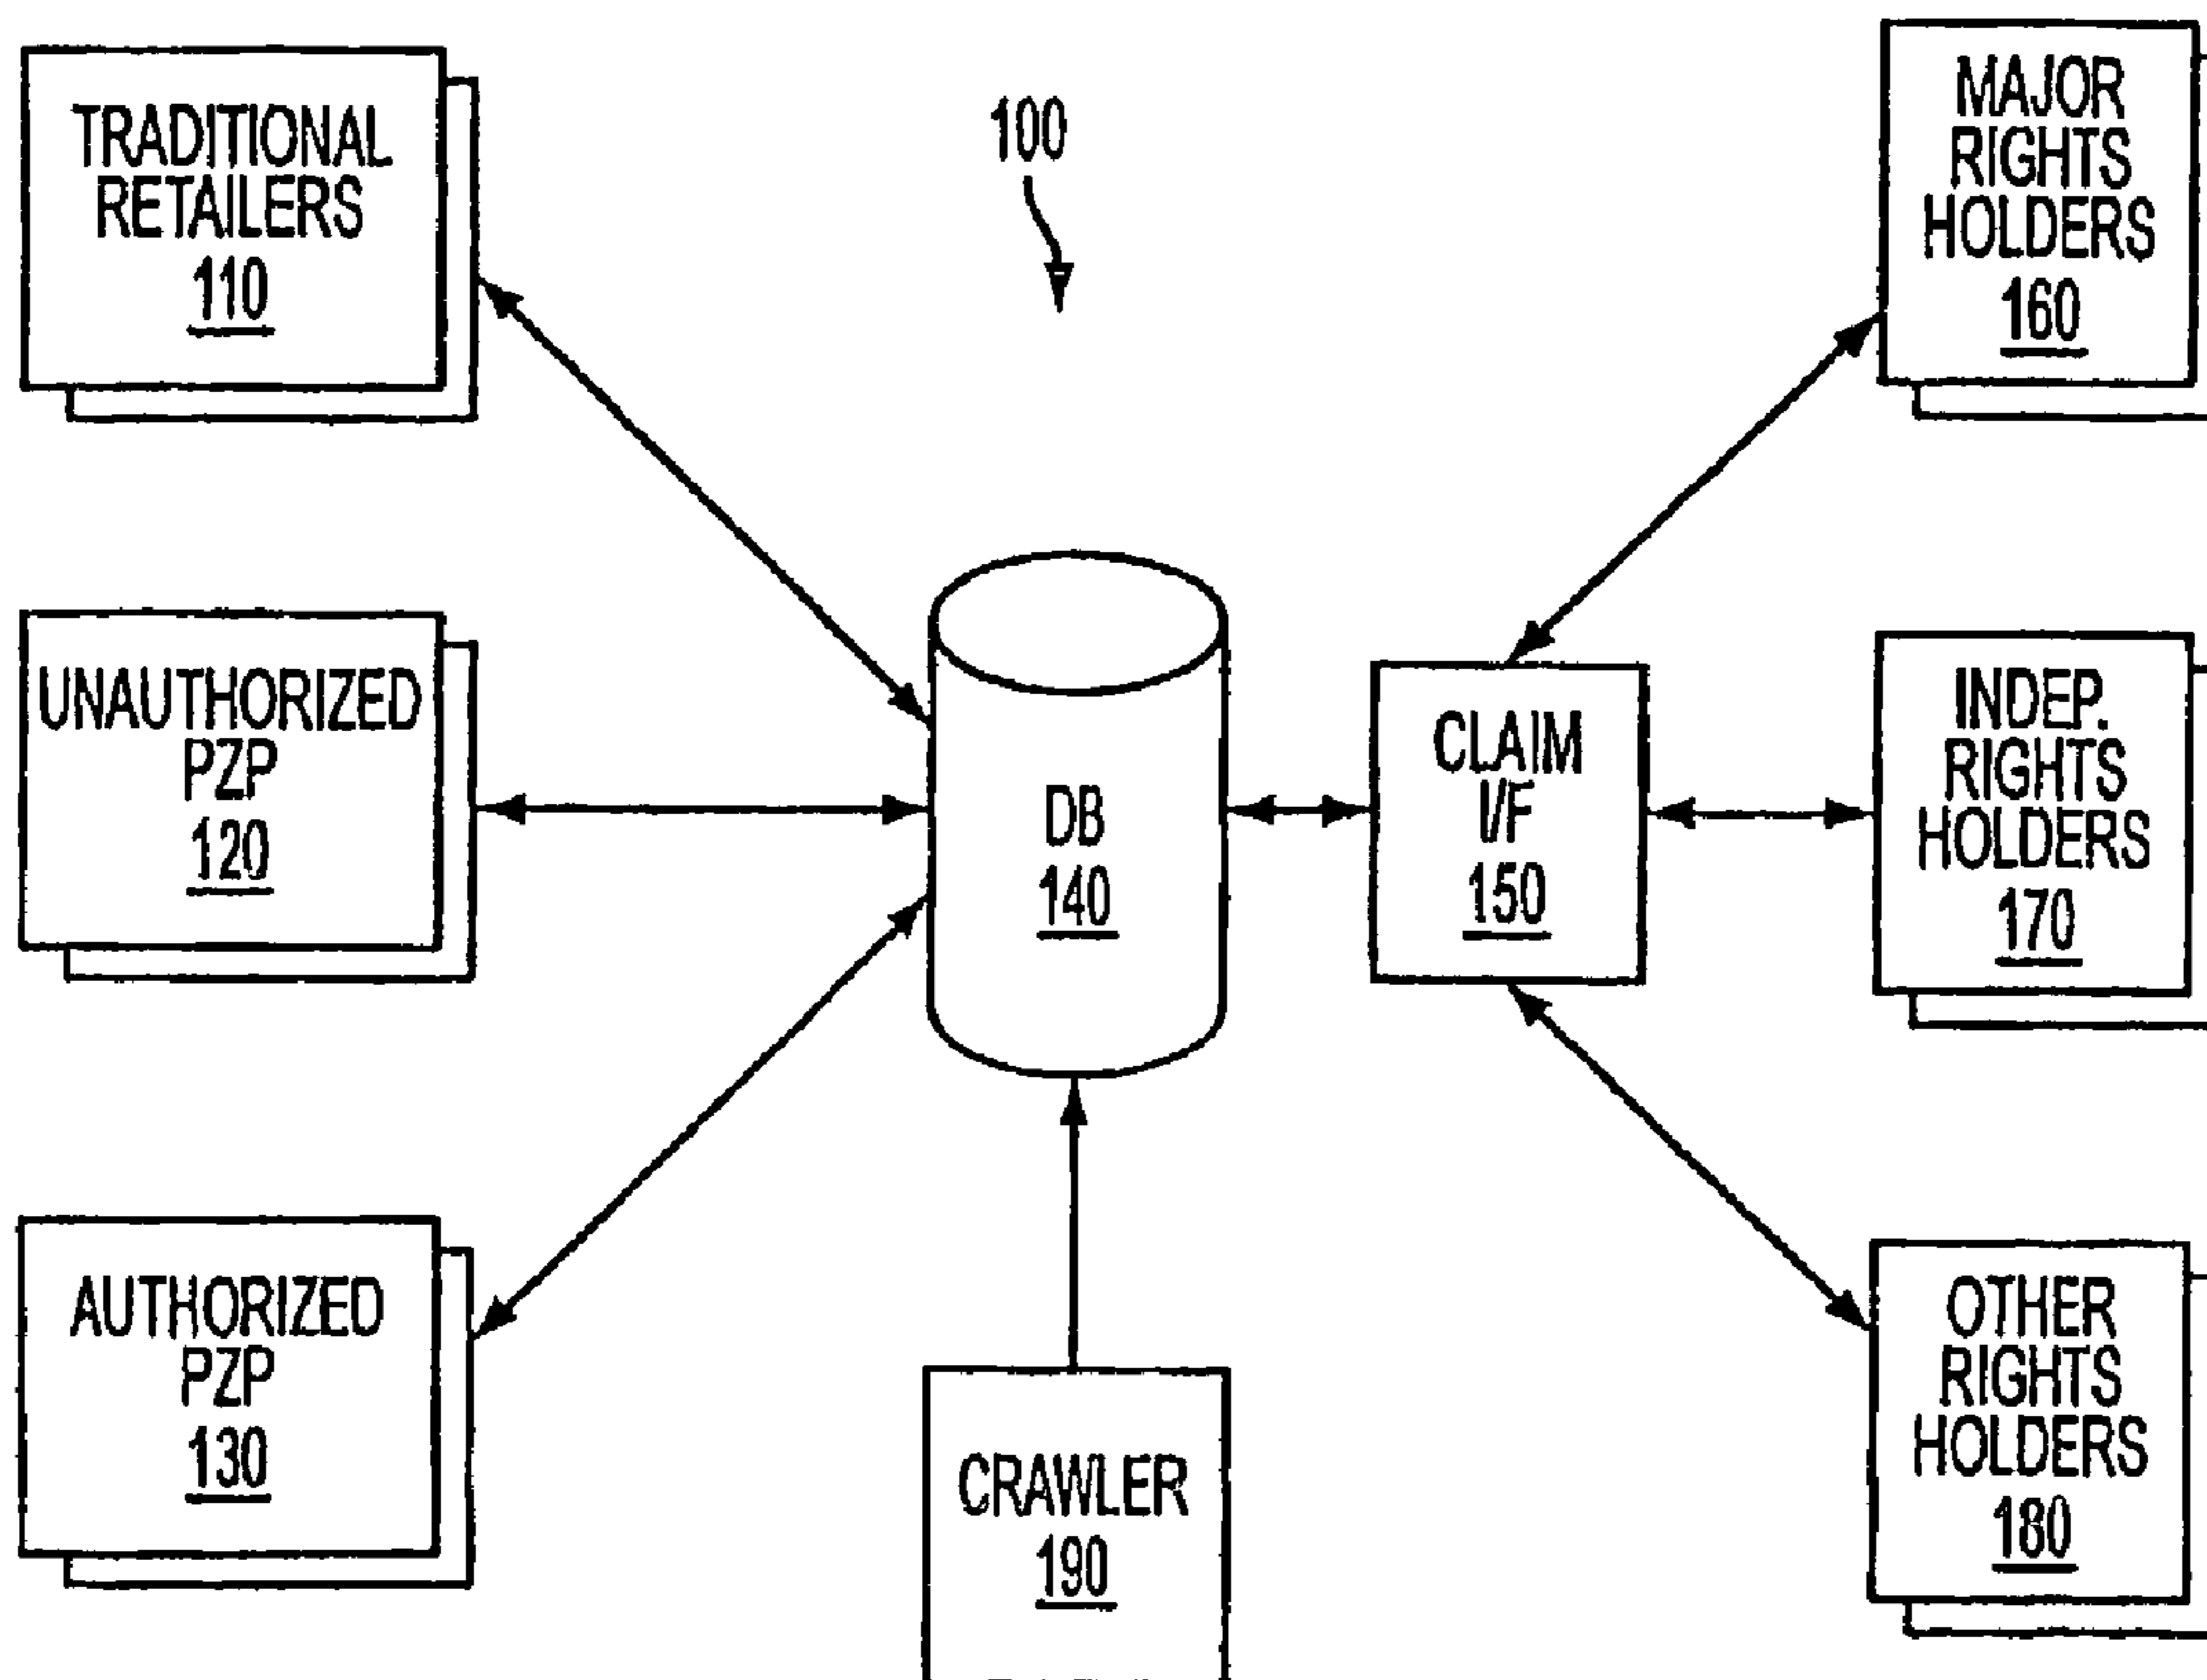 TRADITIONAL
RETAILERS
110
100
MAJOR
RIGHTS
HOLDERS
160
UNAUTHORIZED
PZP
120
DB
140
CLAIM
I/F
150
INDEP.
RIGHTS
HOLDERS
170
AUTHORIZED
PZP
130
CRAWLER
190
OTHER
RIGHTS
HOLDERS
180